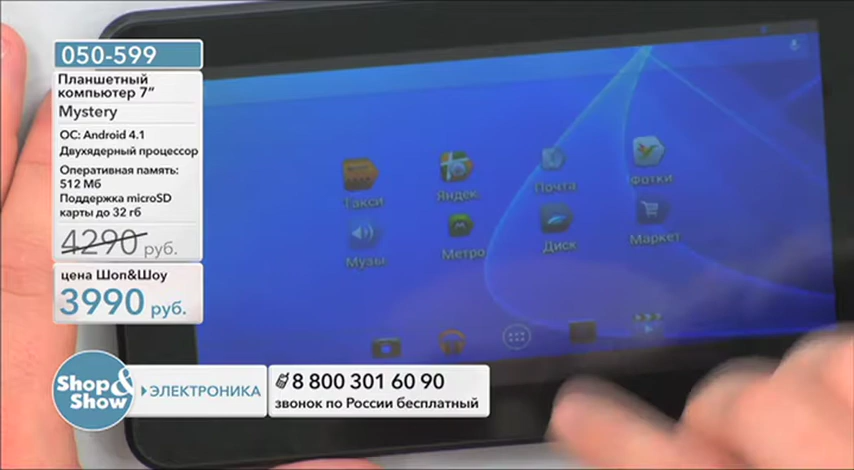 050-599
Планшетный
компьютер 7”
Mystery
ОС: Android 4.1
Двухядерный процессор
Оперативная память:
512 Мб
Поддержка microSD
карты до 32 гб
4290 руб.
цена Шоп&Шоу
3990 руб.
Такси
Яндекс
Почта
Фотки
Музыка
Метро
Диск
Маркет
Shop&
Show
ЭЛЕКТРОНИКА
8 800 301 60 90
звонок по России бесплатный